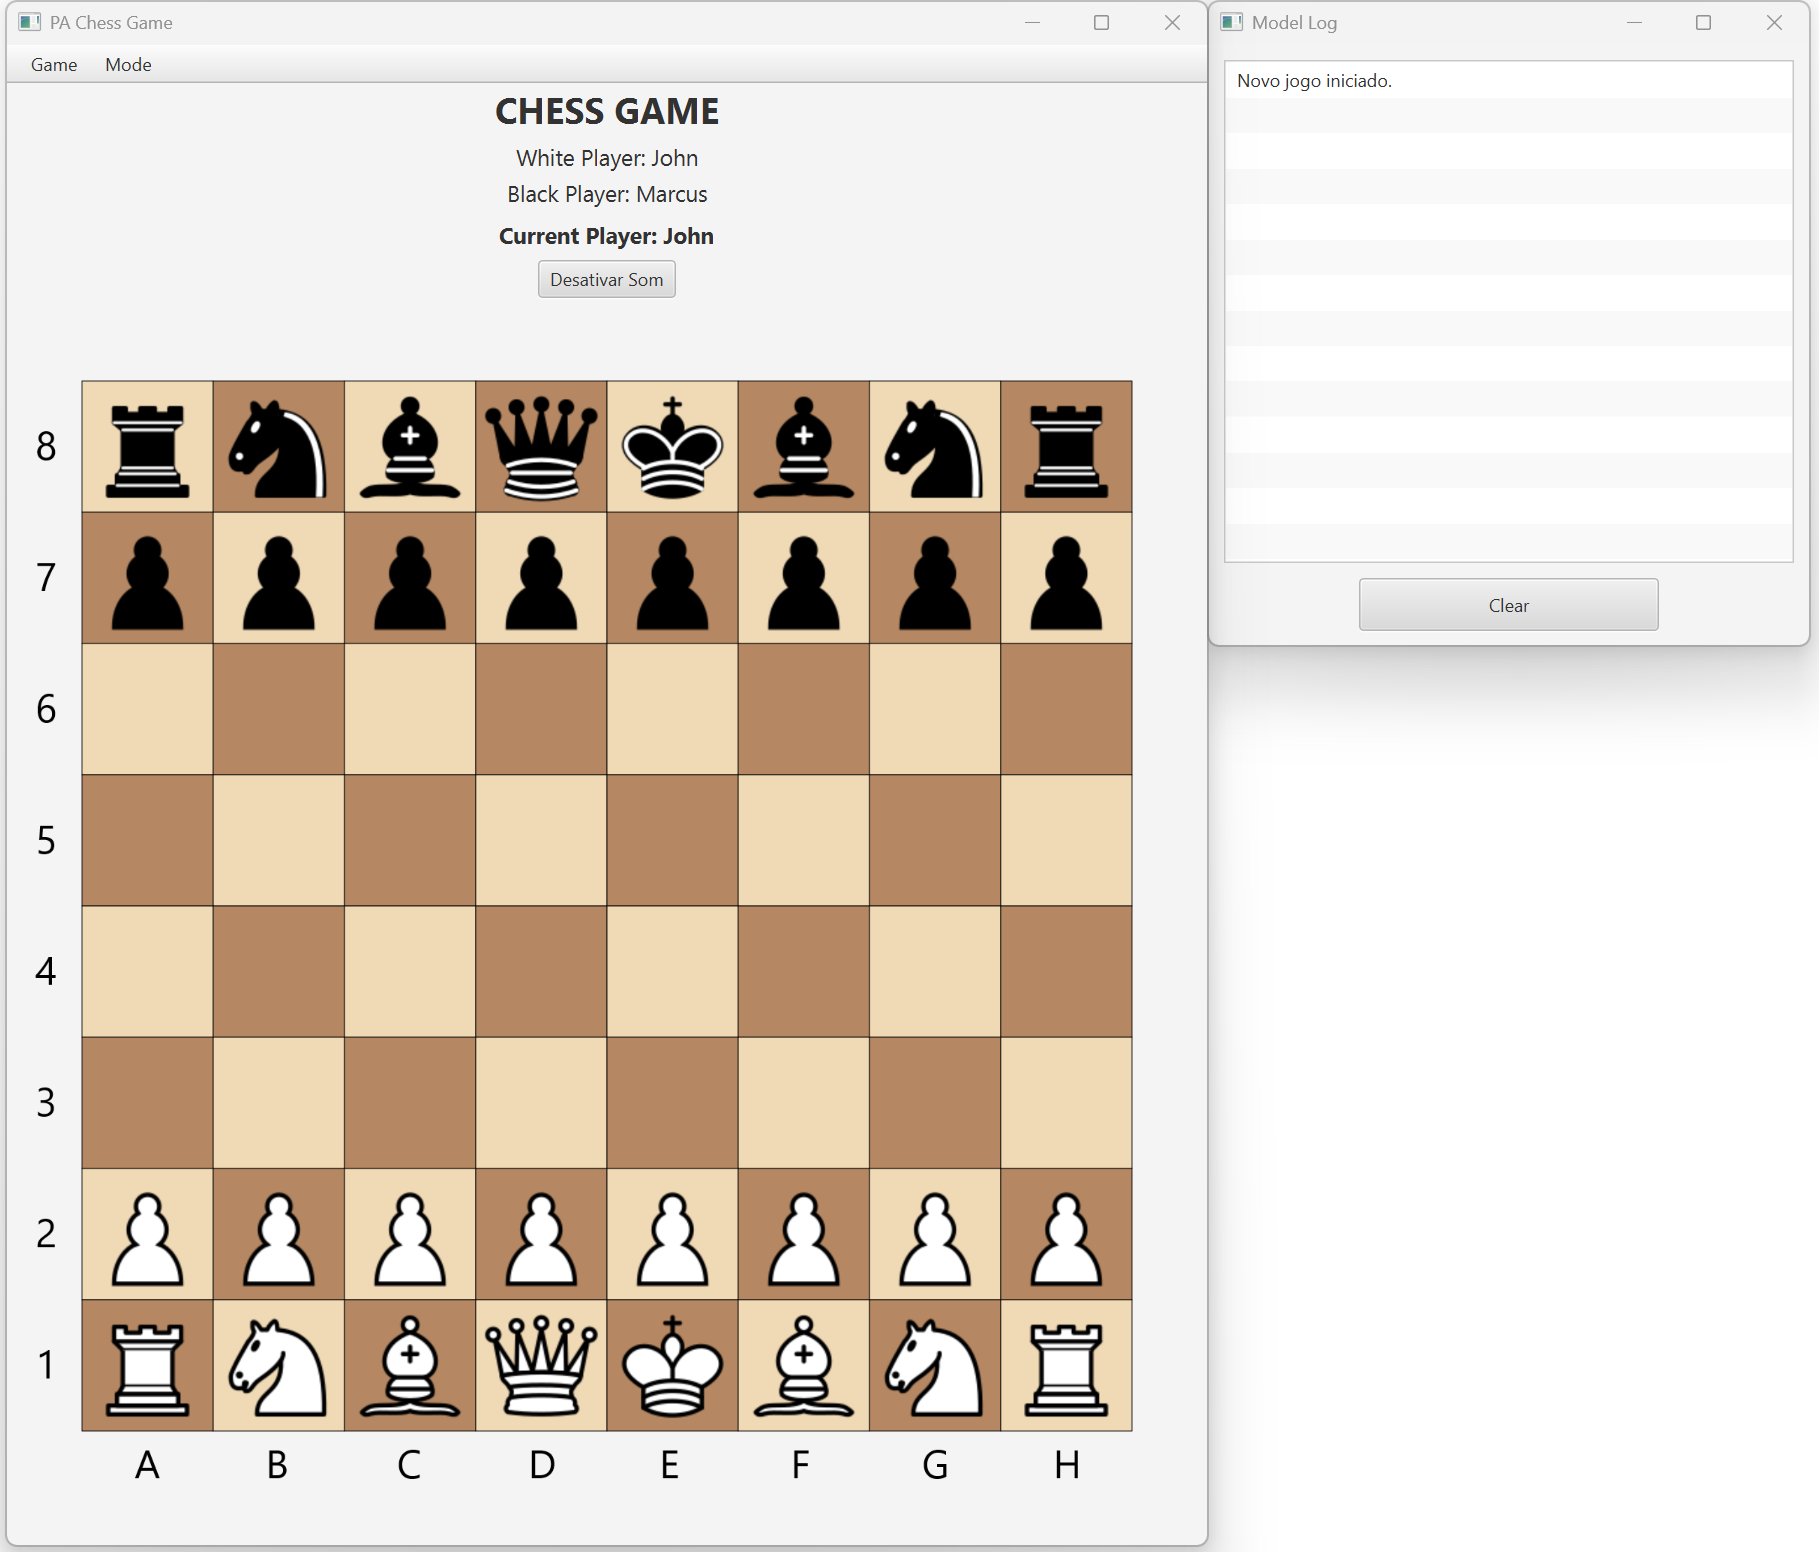 PA Chess Game
Game Mode
CHESS GAME
White Player: John
Black Player: Marcus
Current Player: John
Desativar Som
8
7
6
5
4
3
2
1
A B C D E F G H
Model Log
Novo jogo iniciado.
Clear